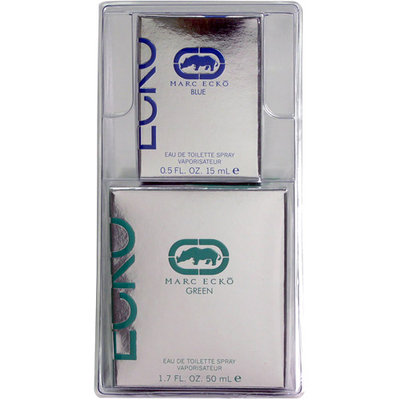 ECKO
MARC ECKŌ
BLUE
EAU DE TOILETTE SPRAY
VAPORISATEUR
0.5 FL. OZ. 15 mL e
ECKO
MARC ECKŌ
GREEN
EAU DE TOILETTE SPRAY
VAPORISATEUR
1.7 FL. OZ. 50 mL e